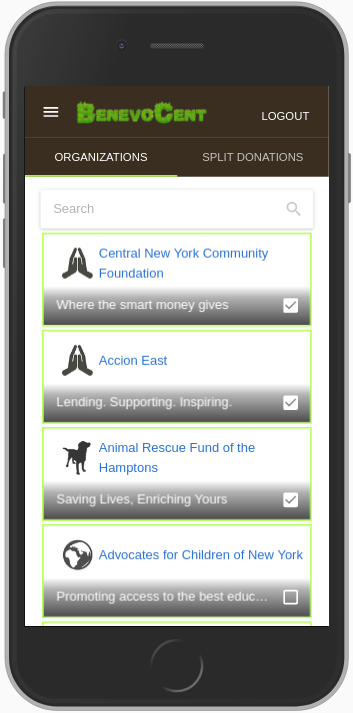 BENEVOCENT
LOGOUT
ORGANIZATIONS
SPLIT DONATIONS
Search
Central New York Community
Foundation
Where the smart money gives
Accion East
Lending. Supporting. Inspiring.
Animal Rescue Fund of the
Hamptons
Saving Lives, Enriching Yours
Advocates for Children of New York
Promoting access to the best educ...